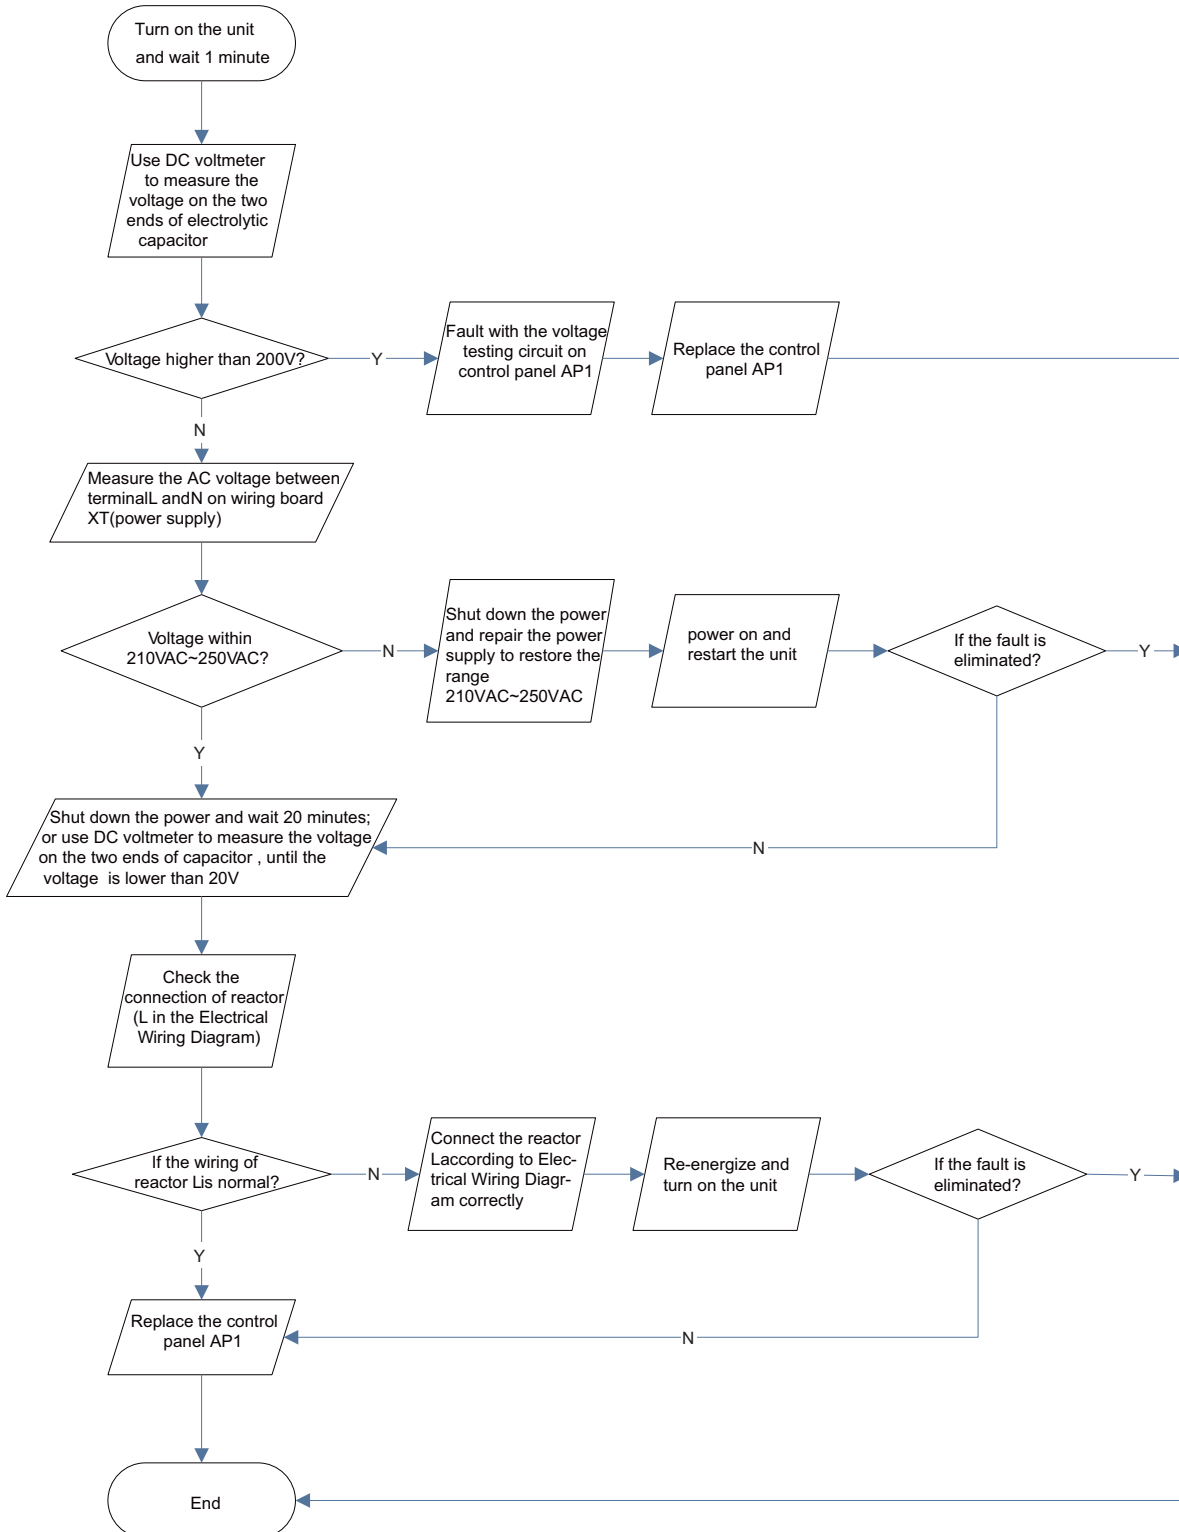 Turn on the unit
and wait 1 minute
Use DC voltmeter
to measure the
voltage on the two
ends of electrolytic
capacitor
Voltage higher than 200V?
Y
Fault with the voltage
testing circuit on
control panel AP1
Replace the control
panel AP1
N
Measure the AC voltage between
terminalL andN on wiring board
XT(power supply)
Voltage within
210VAC~250VAC?
N
Shut down the power
and repair the power
supply to restore the
range
210VAC~250VAC
power on and
restart the unit
If the fault is
eliminated?
Y
Y
N
Shut down the power and wait 20 minutes;
or use DC voltmeter to measure the voltage
on the two ends of capacitor , until the
voltage is lower than 20V
Check the
connection of reactor
(L in the Electrical
Wiring Diagram)
If the wiring of
reactor Lis normal?
N
Connect the reactor
Laccording to Elec-
trical Wiring Diagr-
am correctly
Re-energize and
turn on the unit
If the fault is
eliminated?
Y
Y
N
Replace the control
panel AP1
End